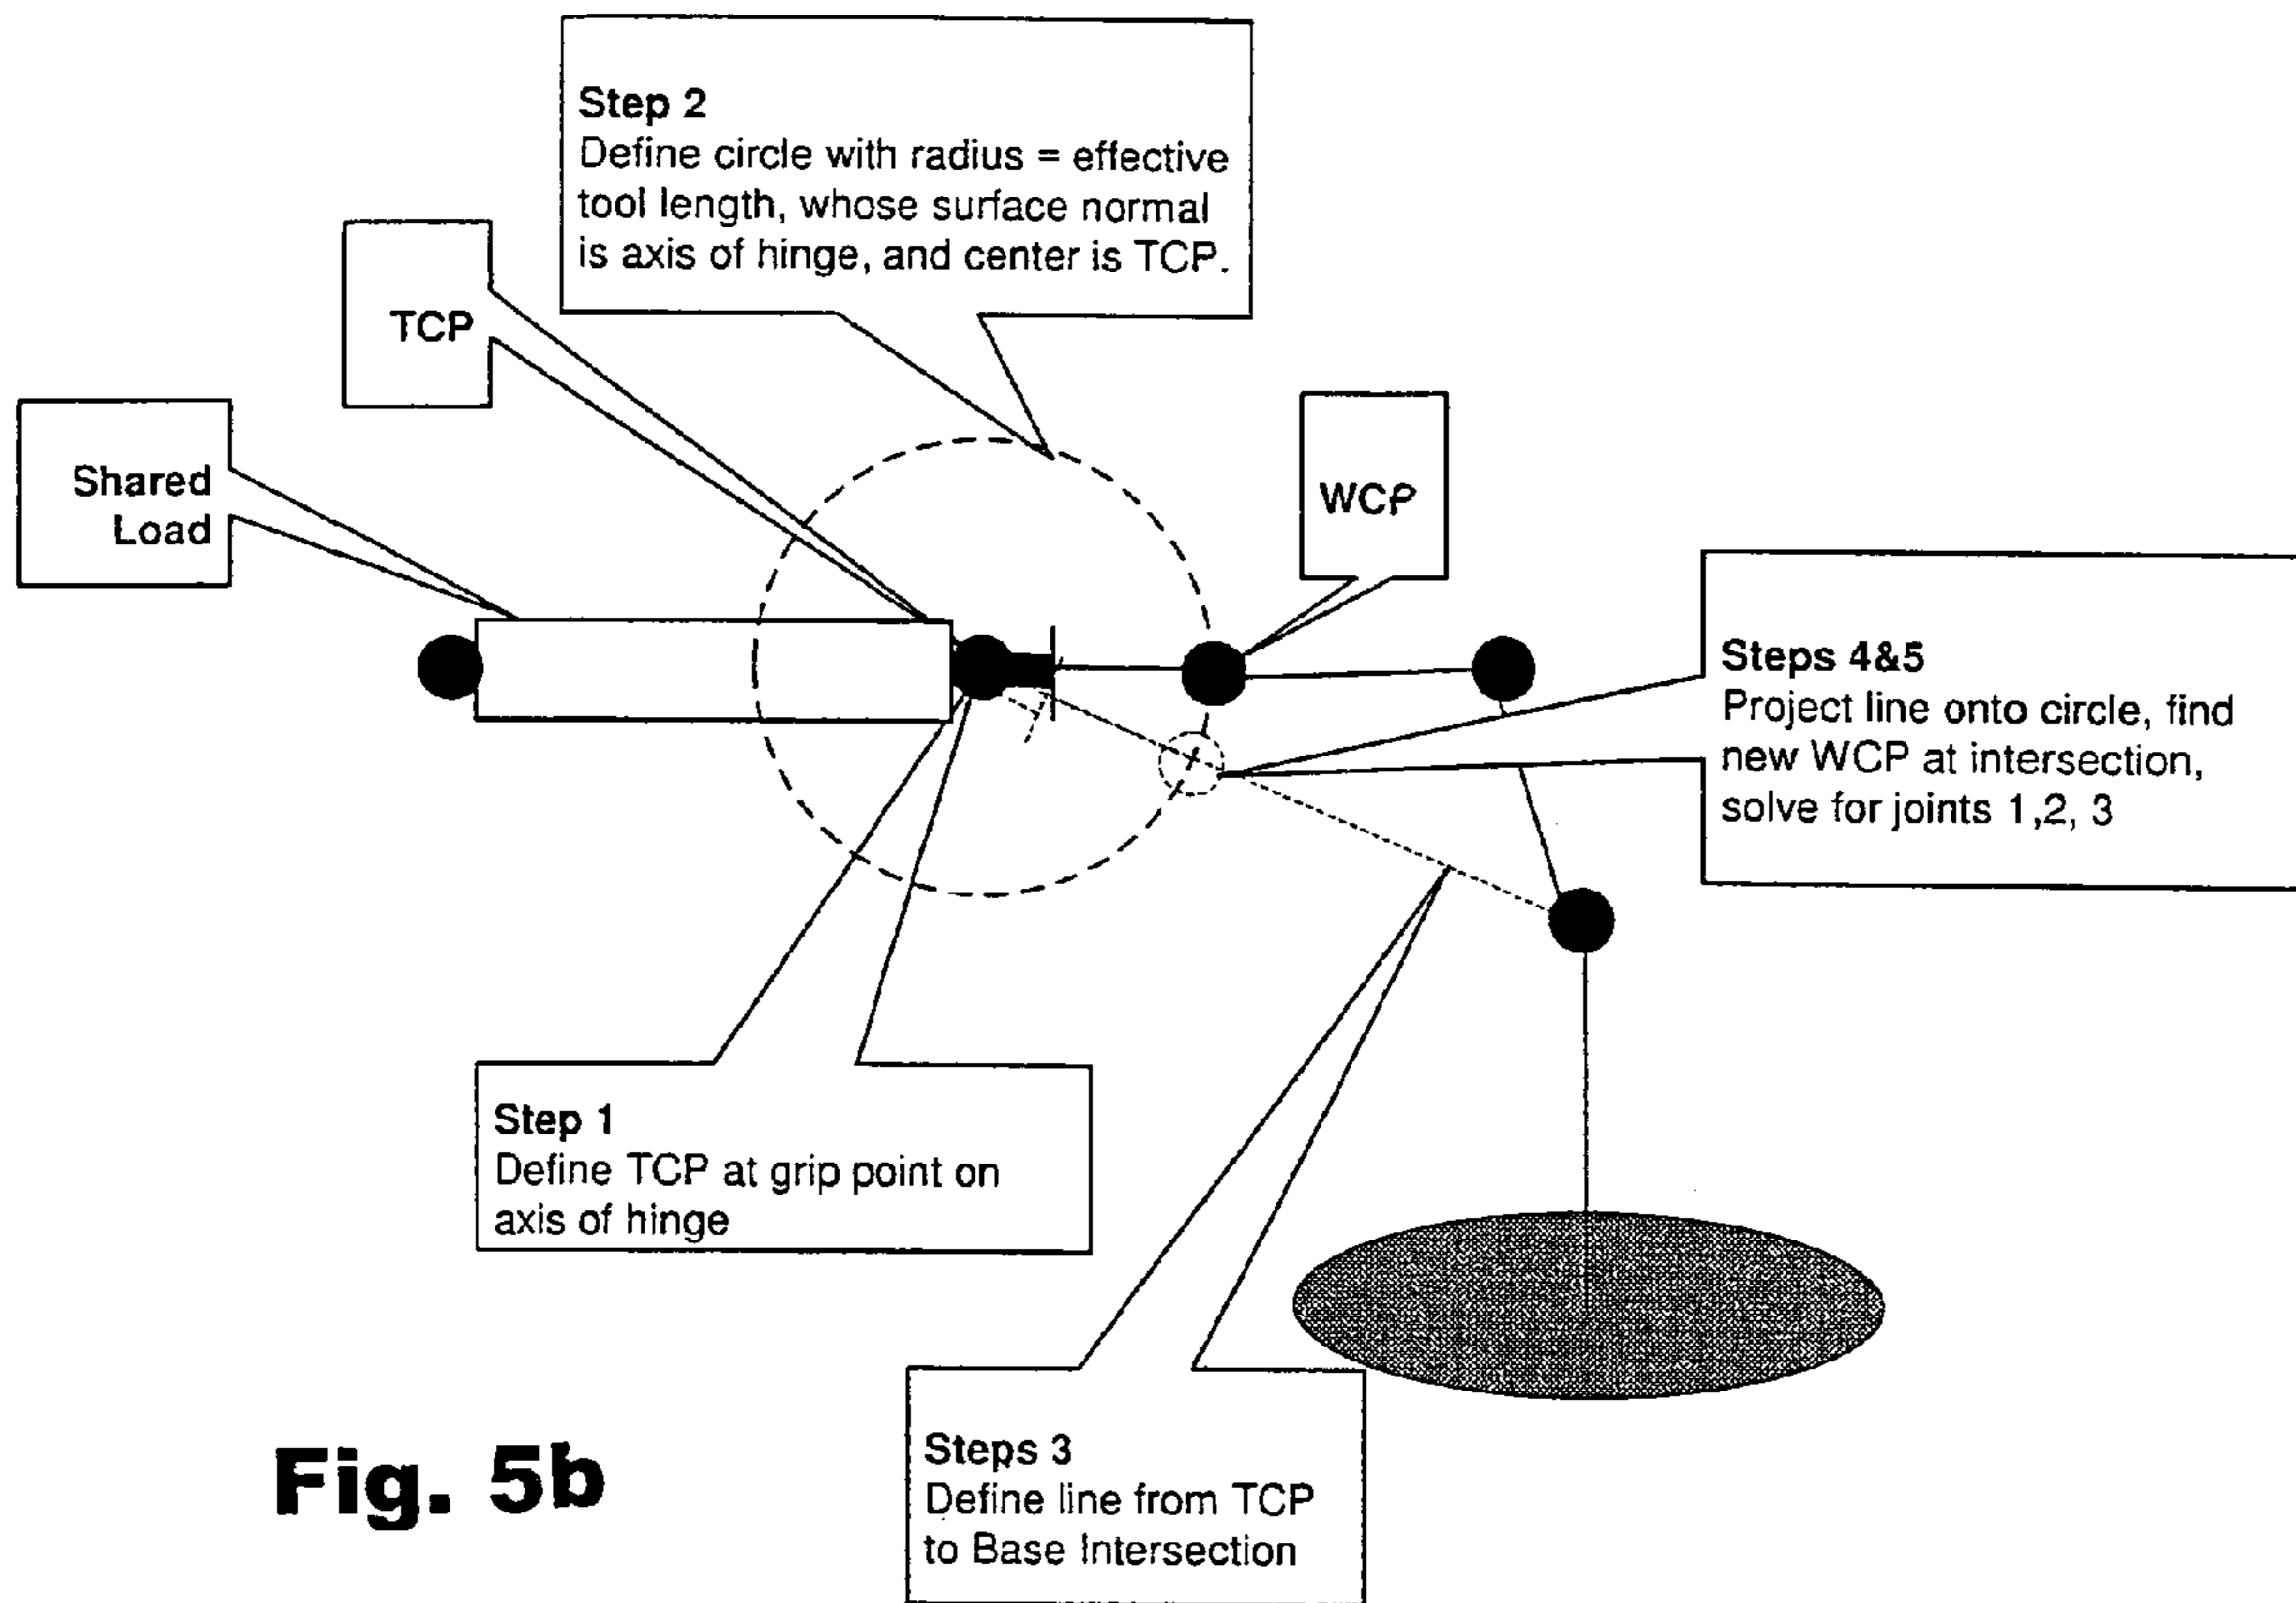 Step 2
Define circle with radius = effective
tool length, whose surface normal
is axis of hinge, and center is TCP.
TCP
Shared
Load
WCP
Steps 4&5
Project line onto circle, find
new WCP at intersection,
solve for joints 1,2, 3
Step 1
Define TCP at grip point on
axis of hinge
Steps 3
Define line from TCP
to Base Intersection
Fig. 5b